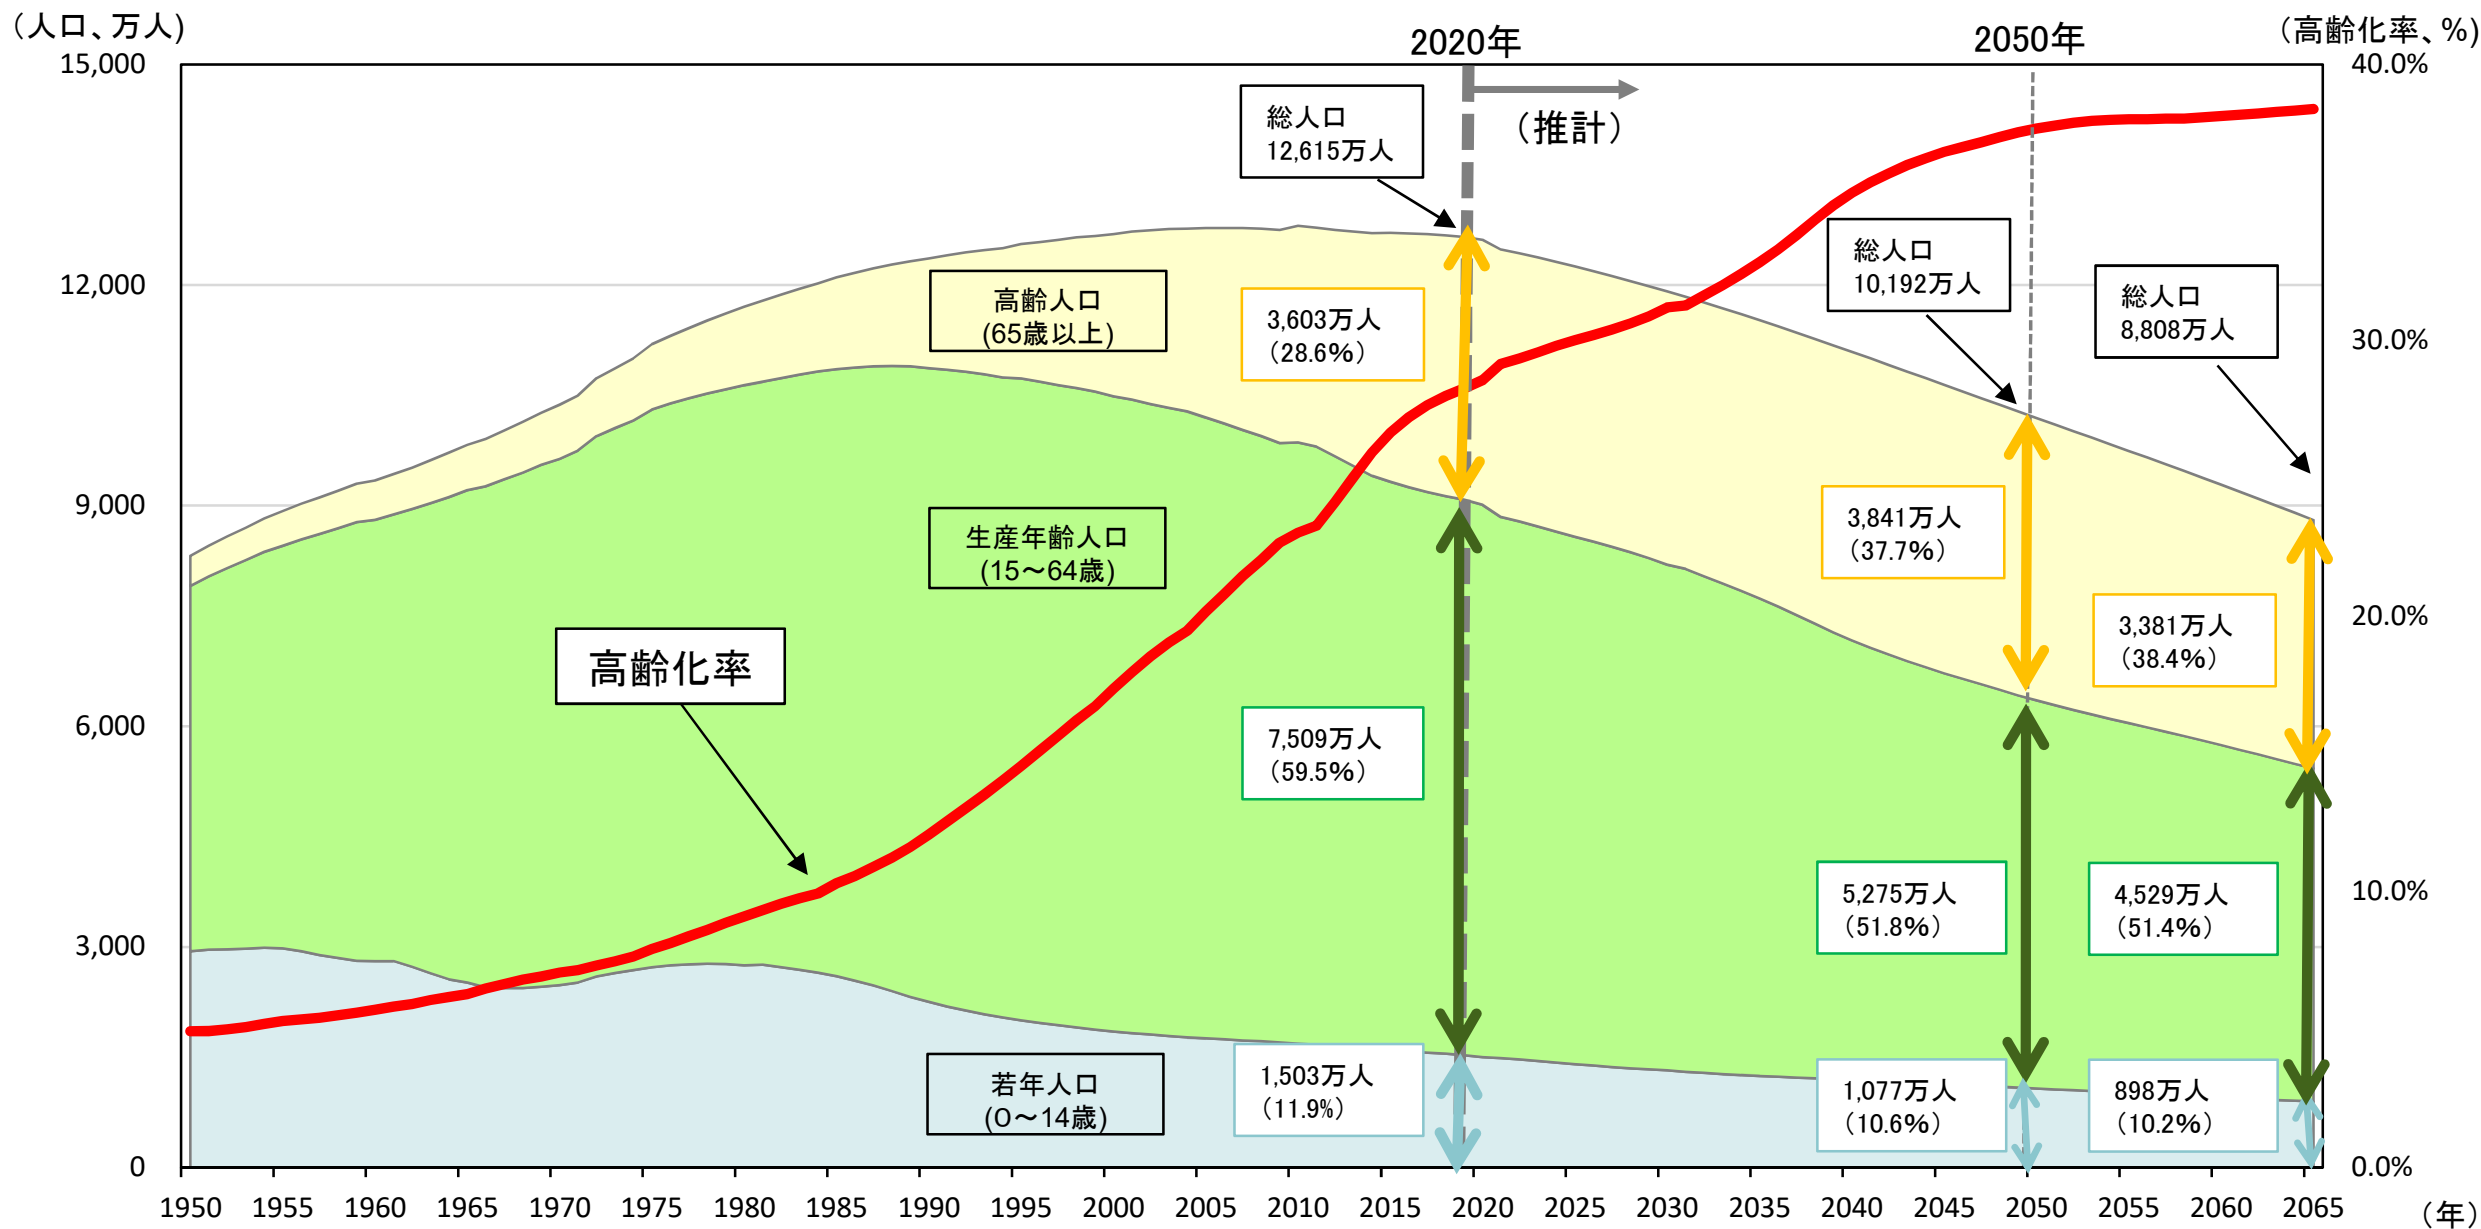 （人口、万人）
2020年
2050年
（高齢化率、%）
15,000
12,000
9,000
6,000
3,000
0
40.0%
30.0%
20.0%
10.0%
0.0%
（推計）
総人口
12,615万人
総人口
10,192万人
総人口
8,808万人
高齢人口
(65歳以上)
3,603万人
（28.6%）
3,841万人
（37.7%）
3,381万人
（38.4%）
生産年齢人口
(15～64歳)
高齢化率
7,509万人
（59.5%）
5,275万人
（51.8%）
4,529万人
（51.4%）
若年人口
(0～14歳)
1,503万人
（11.9%）
1,077万人
（10.6%）
898万人
（10.2%）
1950 1955 1960 1965 1970 1975 1980 1985 1990 1995 2000 2005 2010 2015 2020 2025 2030 2035 2040 2045 2050 2055 2060 2065
（年）